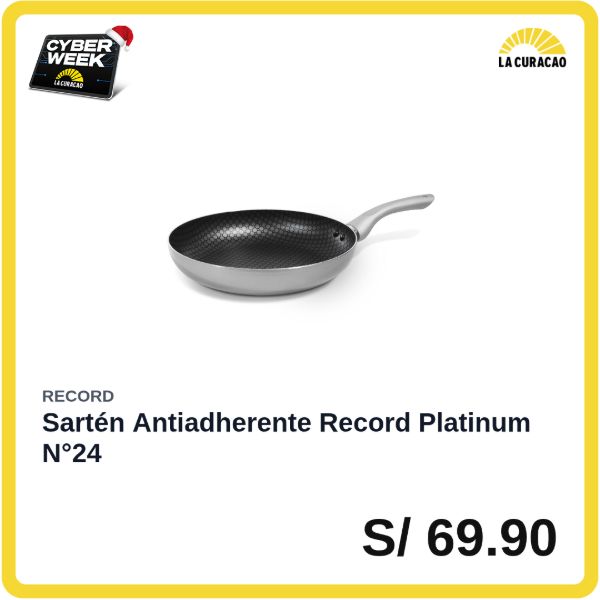 CYBER
WEEK
LA CURACAO
LA CURACAO
RECORD
Sartén Antiadherente Record Platinum
N°24
S/ 69.90